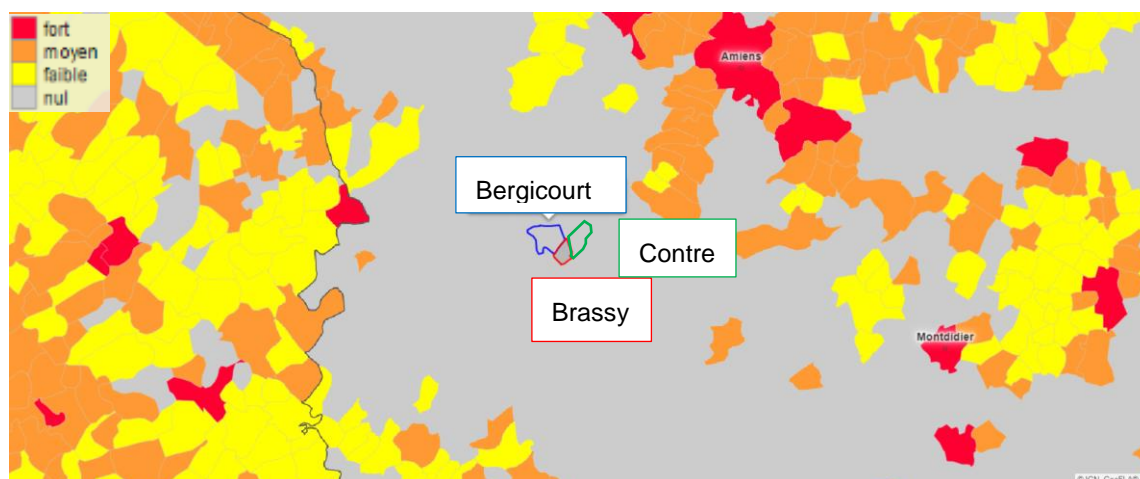 fort
moyen
faible
nul
Amiens
Bergicourt
Contre
Brassy
Montdidier